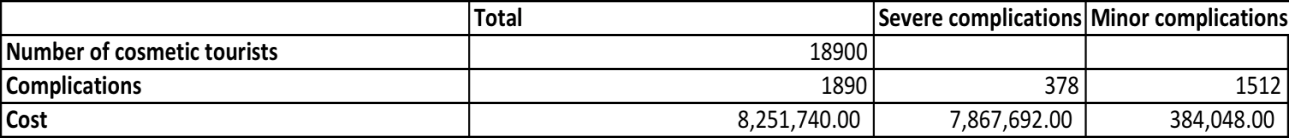 Total Severe complications Minor complications
Number of cosmetic tourists 18900
Complications 1890 378 1512
Cost 8,251,740.00 7,867,692.00 384,048.00